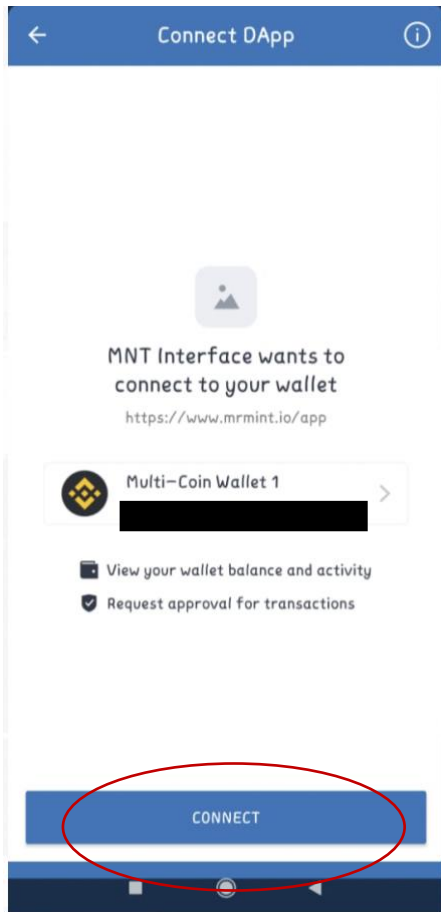 Connect DApp
MNT Interface wants to
connect to your wallet
https://www.mrmint.io/app
Multi-Coin Wallet 1
View your wallet balance and activity
Request approval for transactions
CONNECT